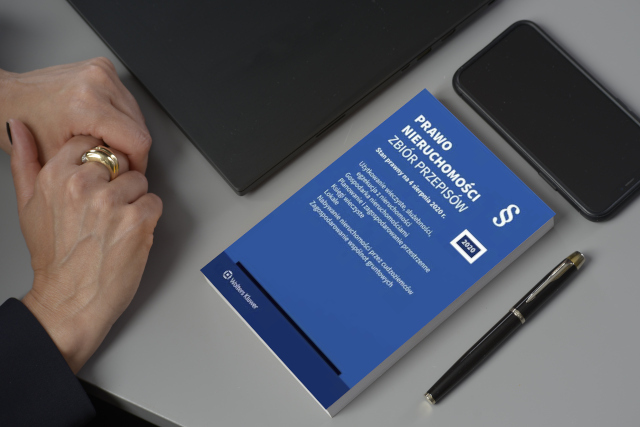 PRAWO
NIERUCHOMOŚCI
ZBIÓR PRZEPISÓW
Stan prawny na 4 sierpnia 2020 r.
§
2020
Użytkowanie wieczyste, służebności,
egzekucja z nieruchomości
Gospodarka nieruchomościami
Planowanie i zagospodarowanie przestrzenne
Księgi wieczyste
Lokale
Nabywanie nieruchomości przez cudzoziemców
Zagospodarowanie wspólnot gruntowych
Wolters Kluwer